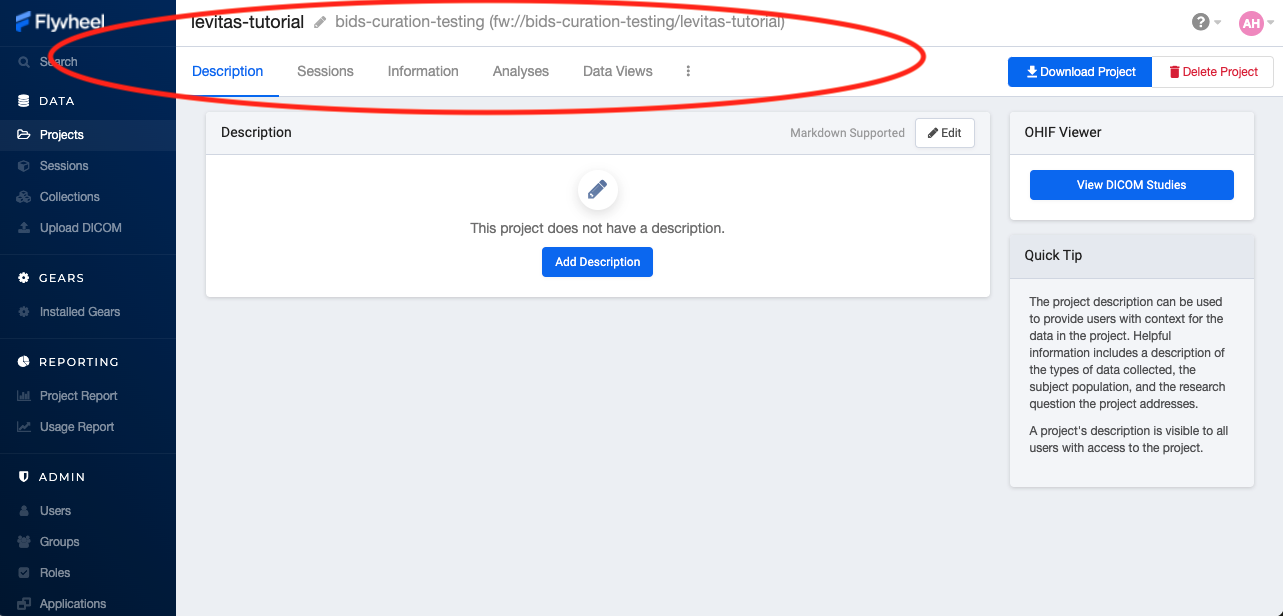 Flywheel
levitas-tutorial bids-curation-testing (fw://bids-curation-testing/levitas-tutorial)
? AH
Search
Description Sessions Information Analyses Data Views
Download Project Delete Project
DATA
Projects
Sessions
Collections
Upload DICOM
GEARS
Installed Gears
REPORTING
Project Report
Usage Report
ADMIN
Users
Groups
Roles
Applications
Description
Markdown Supported Edit
This project does not have a description.
Add Description
OHIF Viewer
View DICOM Studies
Quick Tip
The project description can be used
to provide users with context for the
data in the project. Helpful
information includes a description of
the types of data collected, the
subject population, and the research
question the project addresses.
A project's description is visible to all
users with access to the project.